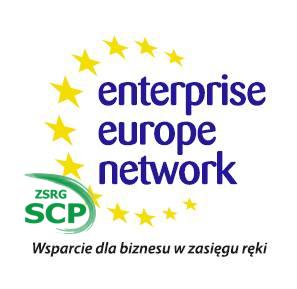 enterprise
europe
network
ZSRG
SCP
Wsparcie dla biznesu w zasięgu ręki